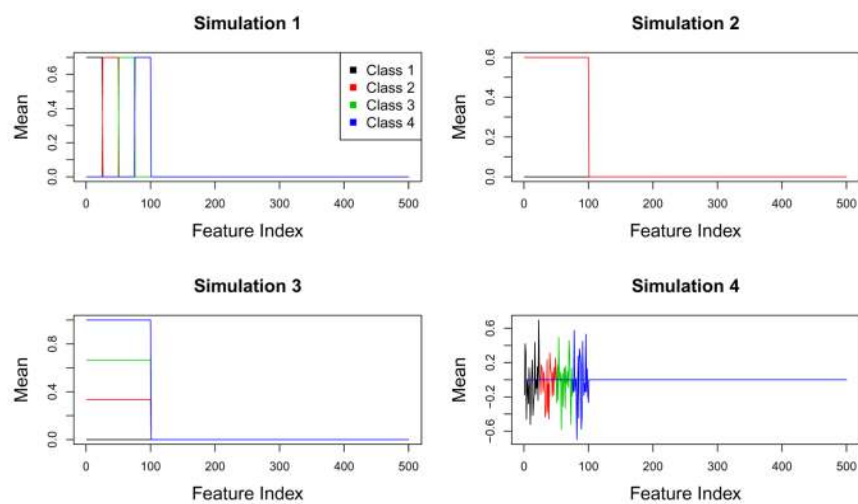 Simulation 1
Mean
0.0 0.2 0.4 0.6
Class 1
Class 2
Class 3
Class 4
0 100 200 300 400 500
Feature Index
Simulation 2
Mean
0.0 0.2 0.4 0.6
0 100 200 300 400 500
Feature Index
Simulation 3
Mean
0.0 0.4 0.8
0 100 200 300 400 500
Feature Index
Simulation 4
Mean
−0.6 −0.2 0.2 0.6
0 100 200 300 400 500
Feature Index